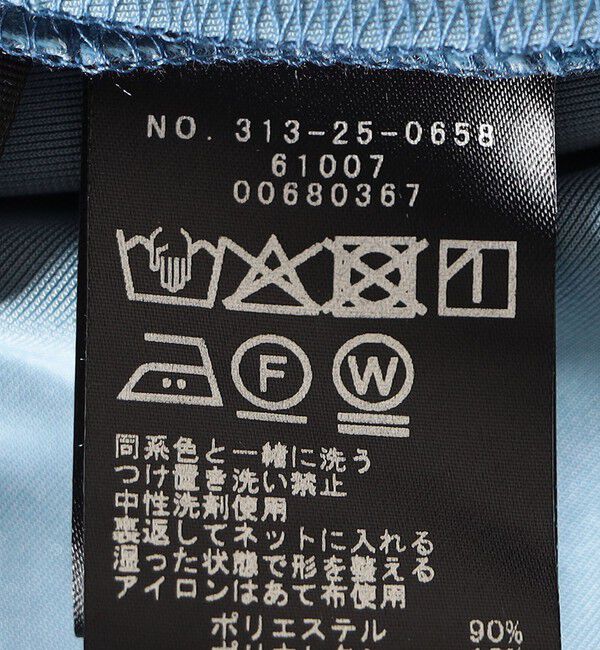 NO. 313-25-0658
61007
00680367
F W
同系色と一緒に洗う
つけ置き洗い禁止
中性洗剤使用
裏返してネットに入れる
湿った状態で形を整える
アイロンはあて布使用
ポリエステル 90%